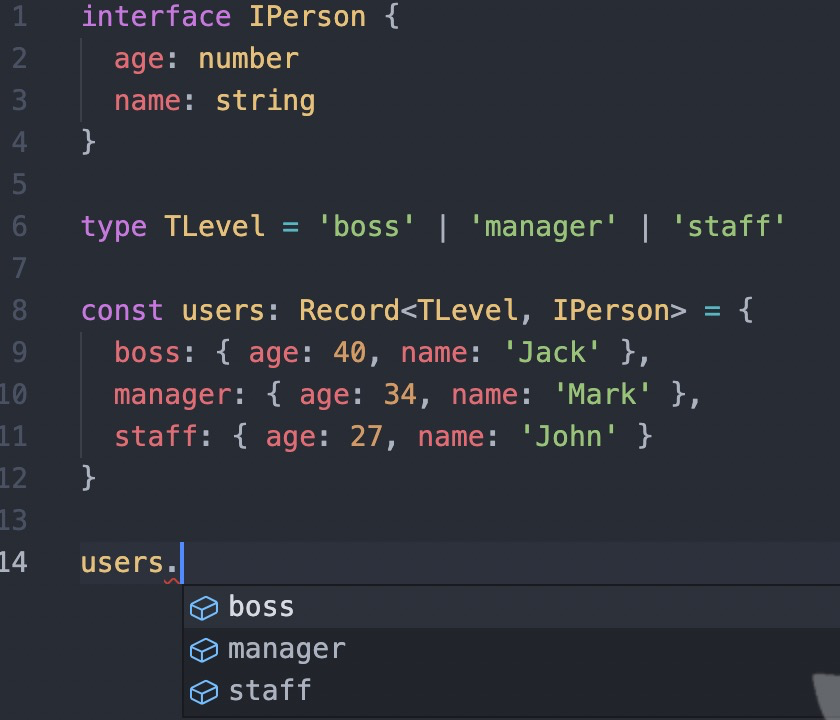 1 interface IPerson {
2 age: number
3 name: string
4 }
5
6 type TLevel = 'boss' | 'manager' | 'staff'
7
8 const users: Record<TLevel, IPerson> = {
9 boss: { age: 40, name: 'Jack' },
10 manager: { age: 34, name: 'Mark' },
11 staff: { age: 27, name: 'John' }
12 }
13
14 users.
boss
manager
staff